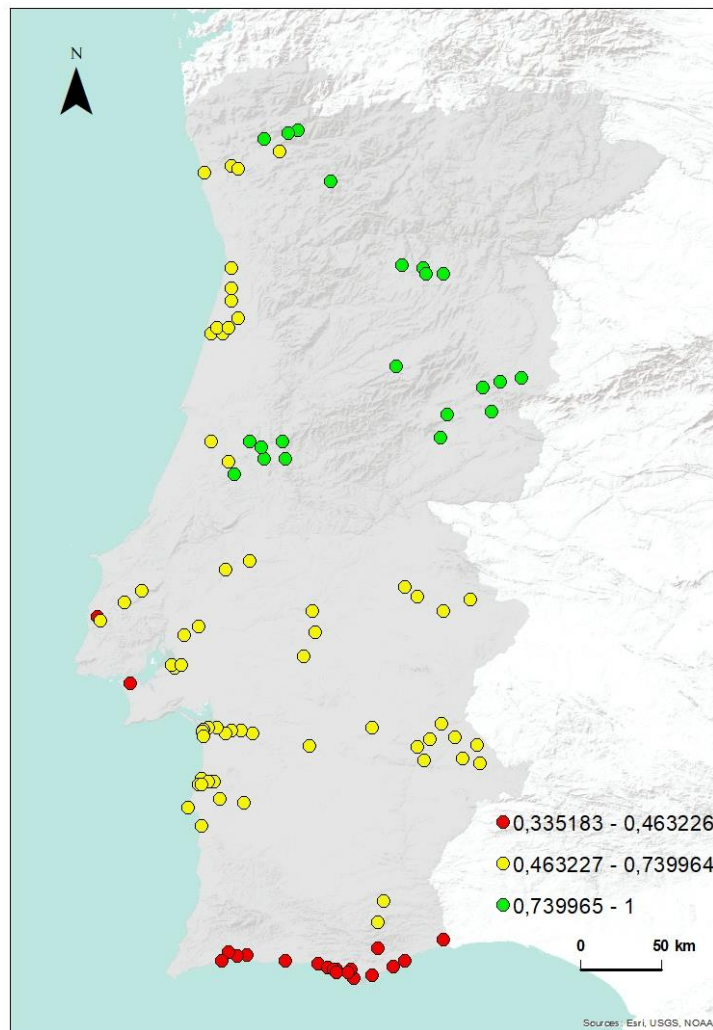 N
0,335183 - 0,463226
0,463227 - 0,739964
0,739965 - 1
0 50 km
Sources: Esri, USGS, NOAA